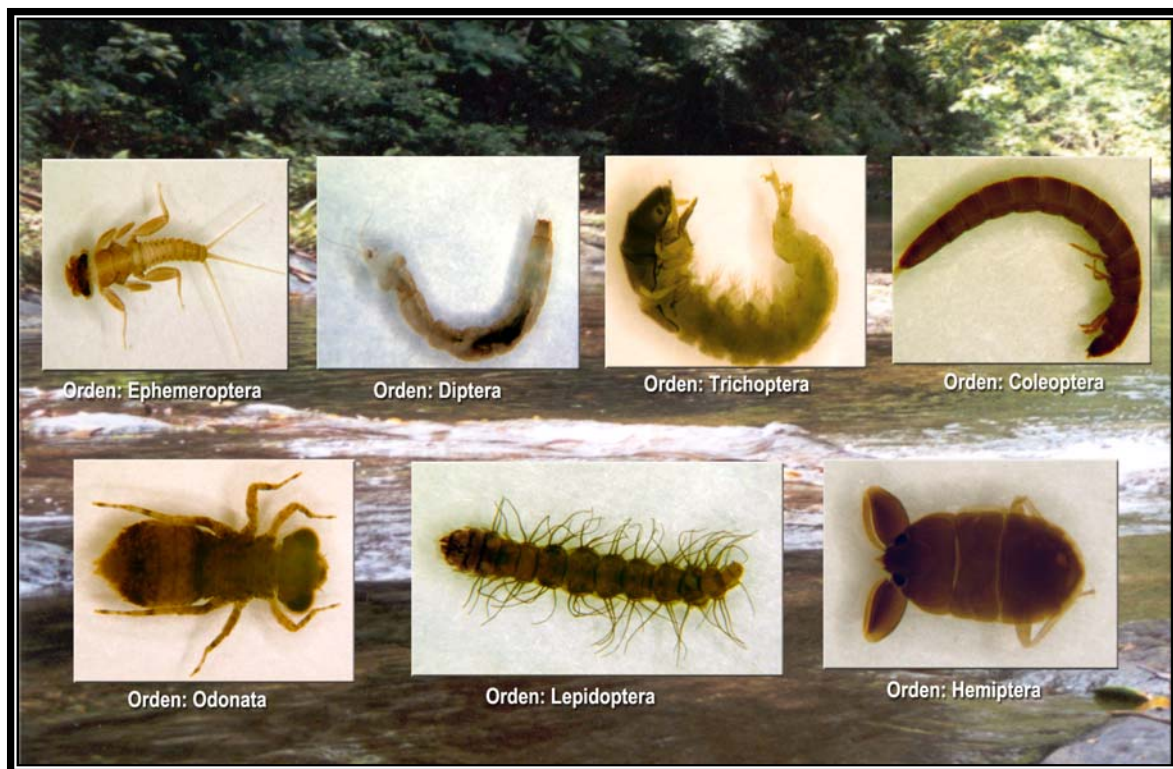 Orden: Ephemeroptera
Orden: Diptera
Orden: Trichoptera
Orden: Coleoptera
Orden: Odonata
Orden: Lepidoptera
Orden: Hemiptera